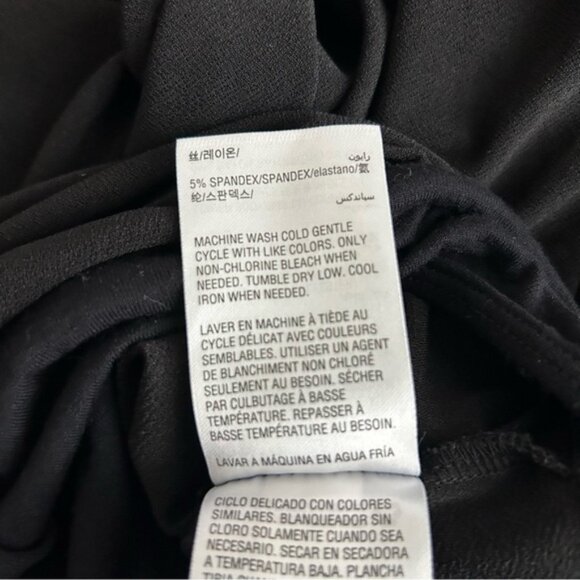 丝/레이온/ رايون
5% SPANDEX/SPANDEX/elastano/氨
纶/스판덱스/ سباندكس
MACHINE WASH COLD GENTLE
CYCLE WITH LIKE COLORS. ONLY
NON-CHLORINE BLEACH WHEN
NEEDED. TUMBLE DRY LOW. COOL
IRON WHEN NEEDED.
LAVER EN MACHINE À TIÈDE AU
CYCLE DÉLICAT AVEC COULEURS
SEMBLABLES. UTILISER UN AGENT
DE BLANCHIMENT NON CHLORÉ
SEULEMENT AU BESOIN. SÉCHER
PAR CULBUTAGE À BASSE
TEMPÉRATURE. REPASSER À
BASSE TEMPÉRATURE AU BESOIN.
LAVAR A MÁQUINA EN AGUA FRÍA
CICLO DELICADO CON COLORES
SIMILARES. BLANQUEADOR SIN
CLORO SOLAMENTE CUANDO SEA
NECESARIO. SECAR EN SECADORA
A TEMPERATURA BAJA. PLANCHA